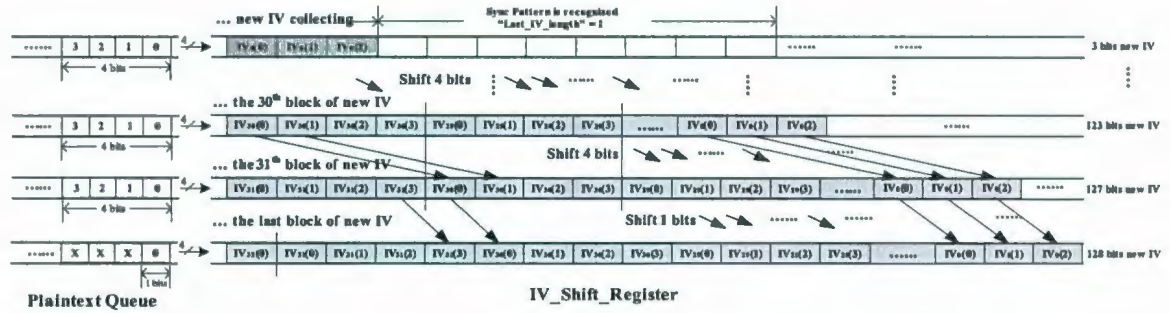 ... new IV collecting
Sync Pattern is recognized
"Last_IV_length" = 1
...... 3 2 1 0 4 IV₀(0) IV₀(1) IV₀(2) ...... ...... 3 bits new IV
4 bits
Shift 4 bits ......
... the 30th block of new IV
...... 3 2 1 0 4 IV₃₀(0) IV₃₀(1) IV₃₀(2) IV₃₀(3) IV₂₉(0) IV₂₉(1) IV₂₉(2) IV₂₉(3) ...... IV₀(0) IV₀(1) IV₀(2) ...... 123 bits new IV
4 bits
Shift 4 bits ...... ......
... the 31th block of new IV
...... 3 2 1 0 4 IV₃₁(0) IV₃₁(1) IV₃₁(2) IV₃₁(3) IV₃₀(0) IV₃₀(1) IV₃₀(2) IV₃₀(3) IV₂₉(0) IV₂₉(1) IV₂₉(2) IV₂₉(3) ...... IV₀(0) IV₀(1) IV₀(2) ...... 127 bits new IV
4 bits
... the last block of new IV
Shift 1 bits ...... ...... ......
...... X X X 0 4 IV₃₂(0) IV₃₁(0) IV₃₁(1) IV₃₁(2) IV₃₁(3) IV₃₀(0) IV₃₀(1) IV₃₀(2) IV₃₀(3) IV₂₉(0) IV₂₉(1) IV₂₉(2) IV₂₉(3) ...... IV₀(0) IV₀(1) IV₀(2) 128 bits new IV
1 bits
Plaintext Queue
IV_Shift_Register